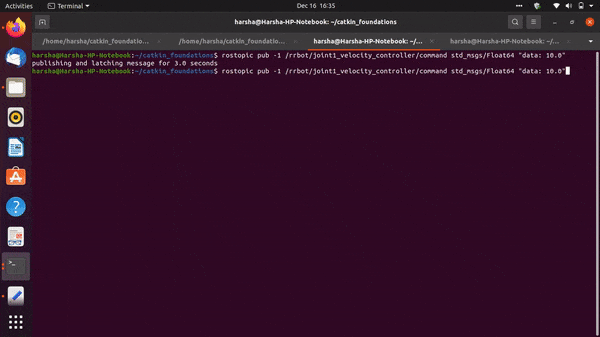 Activities
Terminal
Dec 16 16:35
harsha@Harsha-HP-Notebook: ~/catkin_foundations
/home/harsha/catkin_foundatio...
/home/harsha/catkin_foundatio...
harsha@Harsha-HP-Notebook: ~/...
harsha@Harsha-HP-Notebook: ~/...
harsha@Harsha-HP-Notebook:~/catkin_foundations$ rostopic pub -1 /rrbot/joint1_velocity_controller/command std_msgs/Float64 "data: 10.0"
publishing and latching message for 3.0 seconds
harsha@Harsha-HP-Notebook:~/catkin_foundations$ rostopic pub -1 /rrbot/joint1_velocity_controller/command std_msgs/Float64 "data: 10.0"